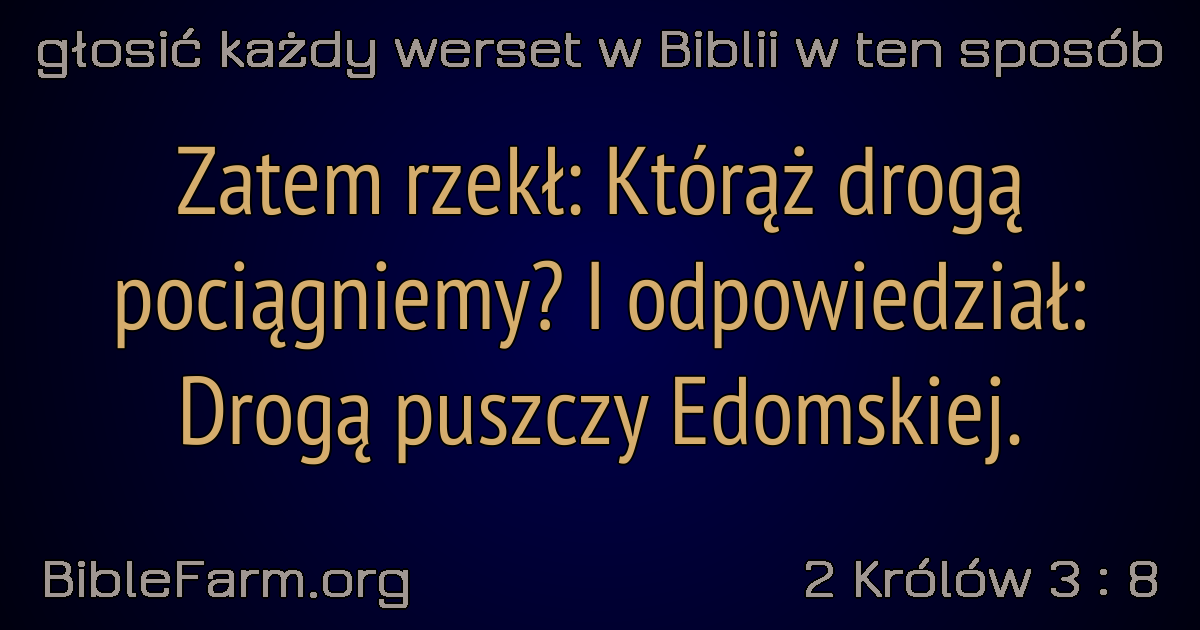 głosić każdy werset w Biblii w ten sposób
Zatem rzekł: Którąż drogą
pociągniemy? I odpowiedział:
Drogą puszczy Edomskiej.
BibleFarm.org
2 Królów 3 : 8